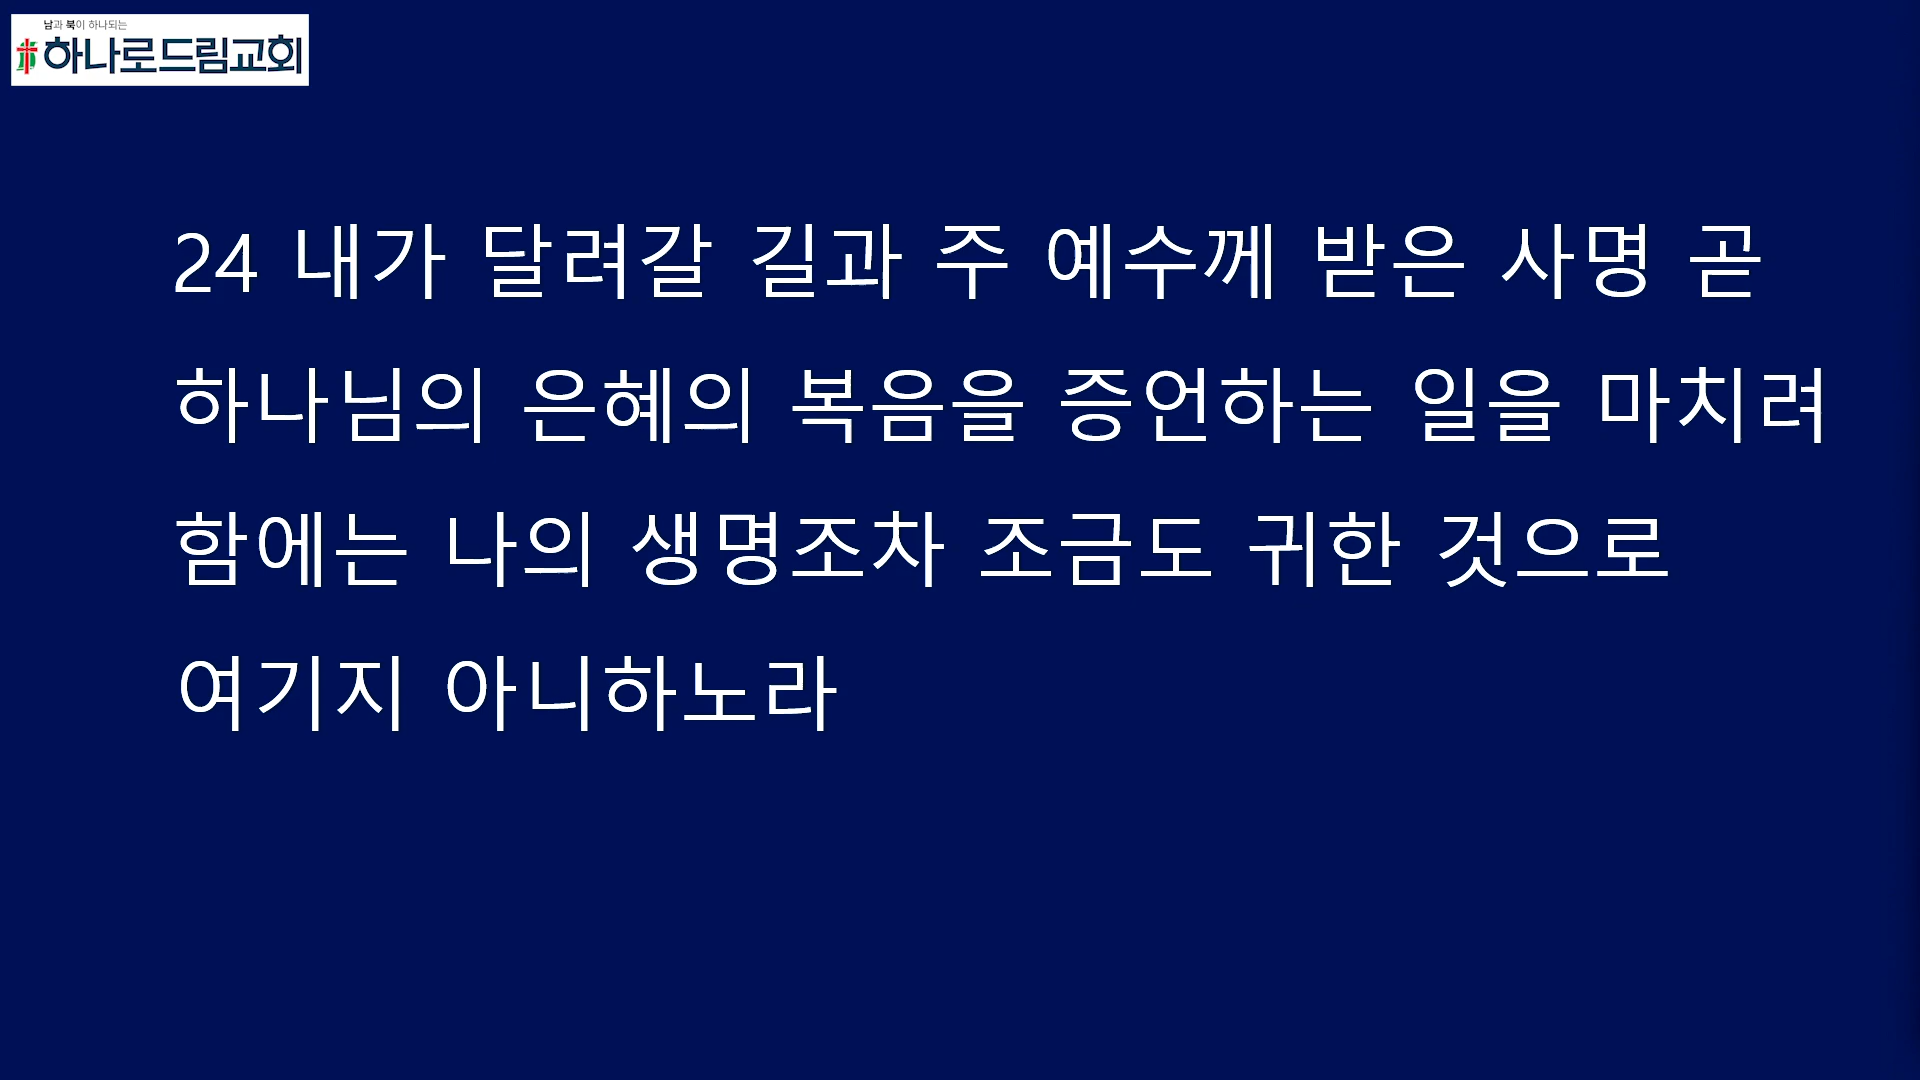 남과 북이 하나되는
하나로드림교회
24 내가 달려갈 길과 주 예수께 받은 사명 곧
하나님의 은혜의 복음을 증언하는 일을 마치려
함에는 나의 생명조차 조금도 귀한 것으로
여기지 아니하노라